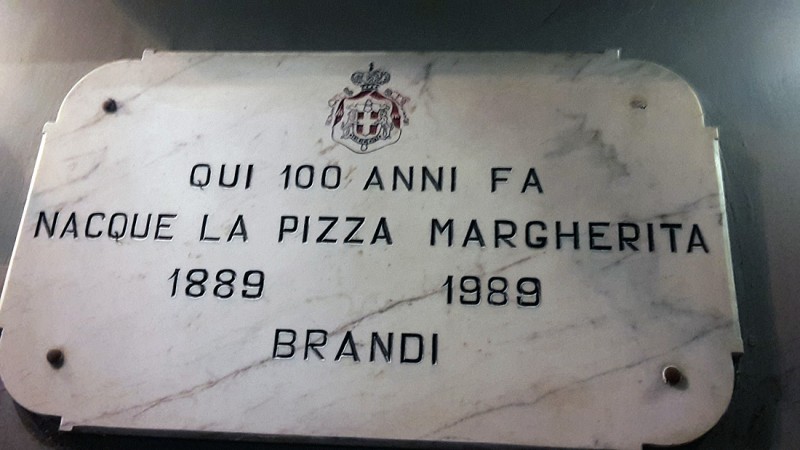 QUI 100 ANNI FA
NACQUE LA PIZZA MARGHERITA
1889 1989
BRANDI